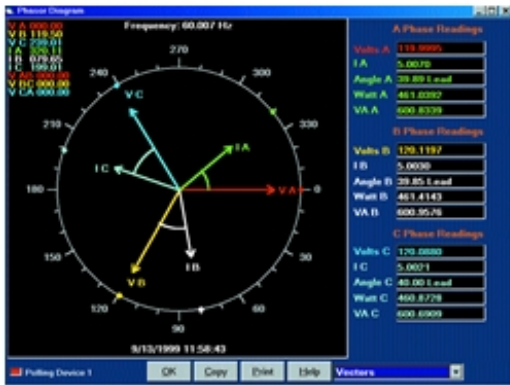 Phasor Diagram
V A 000.00
V B 119.50
V C 239.01
I A 320.11
I B 079.65
I C 199.01
V AB 000.00
V BC 000.00
V CA 000.00
Frequency: 60.007 Hz
270
240
300
210
330
180
0
150
30
120
60
90
V C
I A
I C
V A
V B
I B
9/13/1999 11:58:43
A Phase Readings
Volts A 119.9995
I A 5.0070
Angle A 39.89 Lead
Watt A 461.0392
VA A 600.8339
B Phase Readings
Volts B 120.1197
I B 5.0030
Angle B 39.85 Lead
Watt B 461.4143
VA B 600.9576
C Phase Readings
Volts C 120.0880
I C 5.0021
Angle C 40.00 Lead
Watt C 460.8728
VA C 600.6909
Polling Device 1
OK
Copy
Print
Help
Vectors